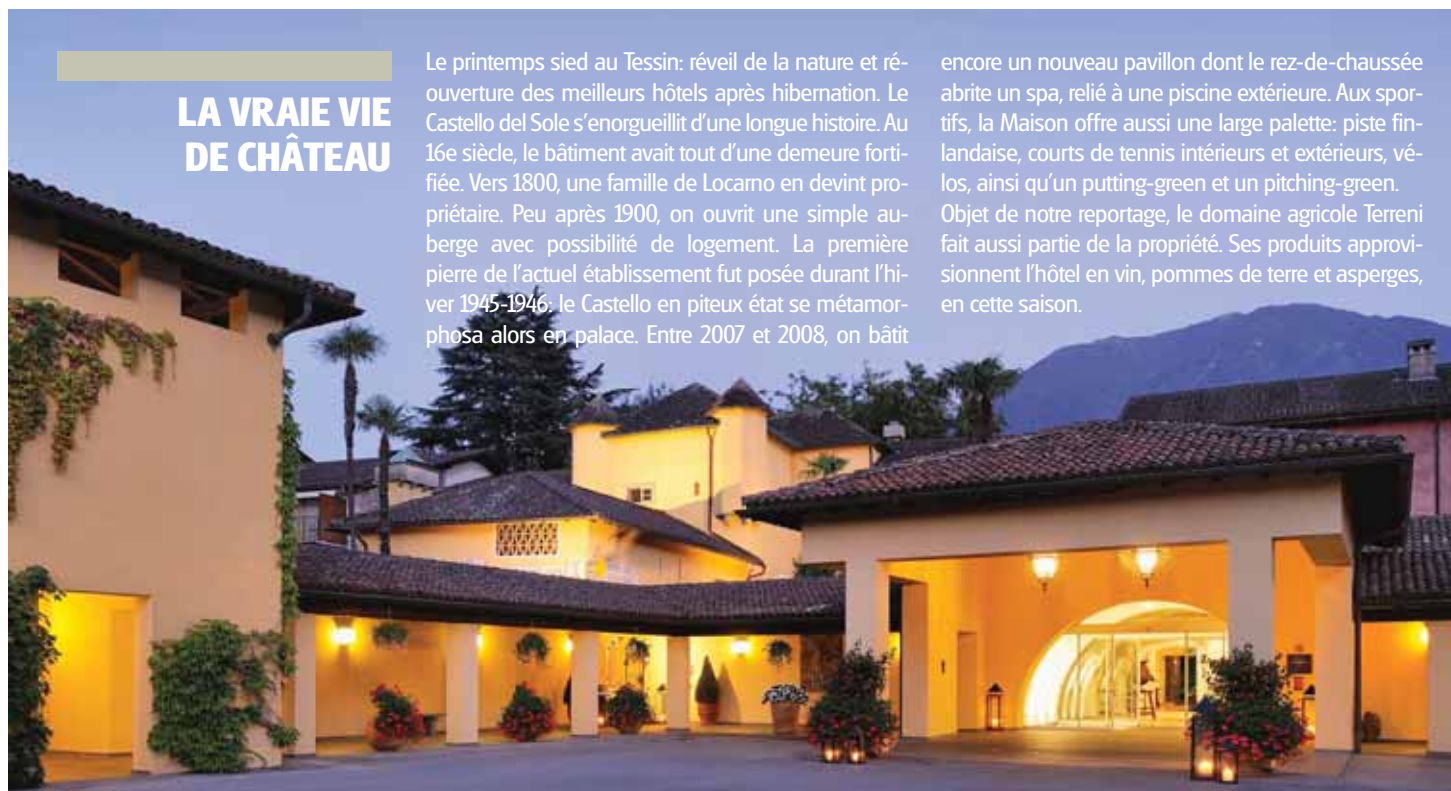 LA VRAIE VIE
DE CHÂTEAU
Le printemps sied au Tessin: réveil de la nature et ré-
ouverture des meilleurs hôtels après hibernation. Le
Castello del Sole s’enorgueillit d’une longue histoire. Au
16e siècle, le bâtiment avait tout d’une demeure forti-
fiée. Vers 1800, une famille de Locarno en devint pro-
priétaire. Peu après 1900, on ouvrit une simple au-
berge avec possibilité de logement. La première
pierre de l’actuel établissement fut posée durant l’hi-
ver 1945-1946: le Castello en piteux état se métamor-
phosa alors en palace. Entre 2007 et 2008, on bâtit
encore un nouveau pavillon dont le rez-de-chaussée
abrite un spa, relié à une piscine extérieure. Aux spor-
tifs, la Maison offre aussi une large palette: piste fin-
landaise, courts de tennis intérieurs et extérieurs, vé-
los, ainsi qu’un putting-green et un pitching-green.
Objet de notre reportage, le domaine agricole Terreni
fait aussi partie de la propriété. Ses produits approvi-
sionnent l’hôtel en vin, pommes de terre et asperges,
en cette saison.